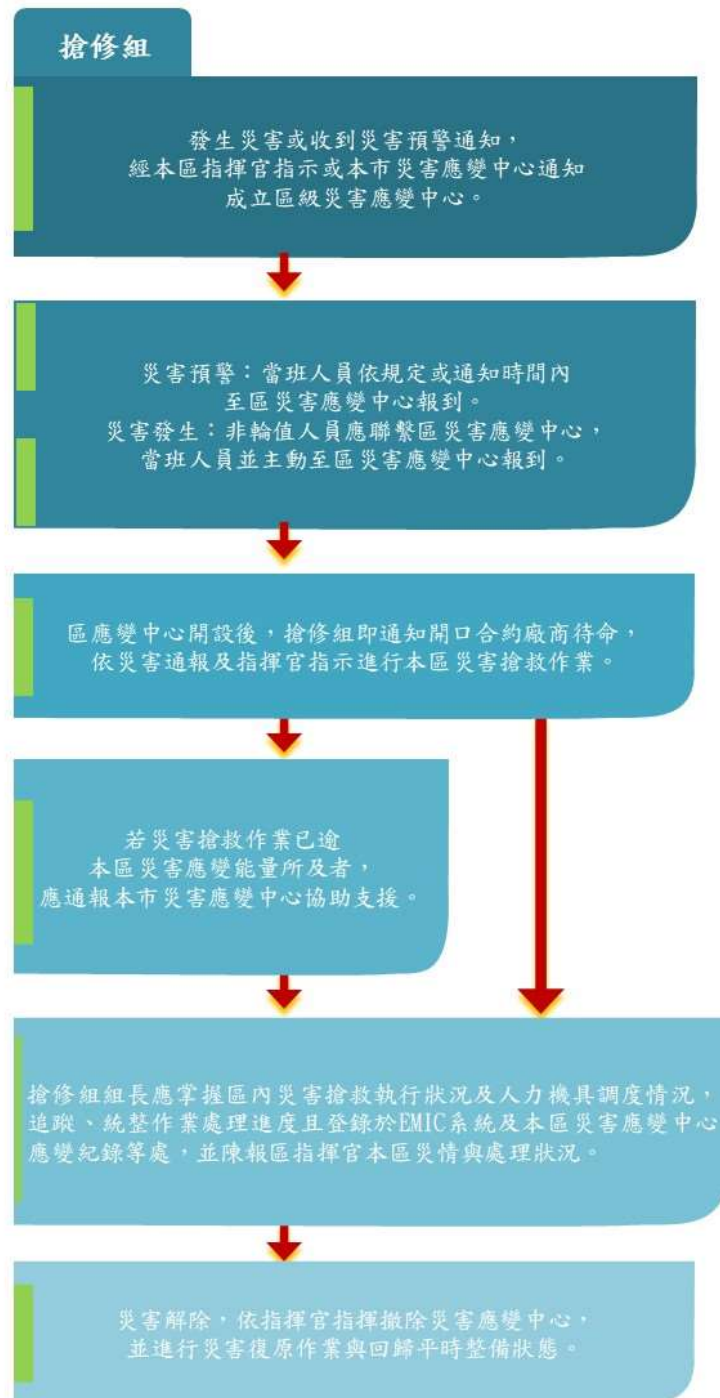 搶修組
發生災害或收到災害預警通知，
經本區指揮官指示或本市災害應變中心通知
成立區級災害應變中心。
災害預警：當班人員依規定或通知時間內
至區災害應變中心報到。
災害發生：非輪值人員應聯繫區災害應變中心，
當班人員並主動至區災害應變中心報到。
區應變中心開設後，搶修組即通知開口合約廠商待命，
依災害通報及指揮官指示進行本區災害搶救作業。
若災害搶救作業已逾
本區災害應變能量所及者，
應通報本市災害應變中心協助支援。
搶修組組長應掌握區內災害搶救執行狀況及人力機具調度情況，
追蹤、統整作業處理進度且登錄於EMIC系統及本區災害應變中心
應變紀錄等處，並陳報區指揮官本區災情與處理狀況。
災害解除，依指揮官指揮撤除災害應變中心，
並進行災害復原作業與回歸平時整備狀態。